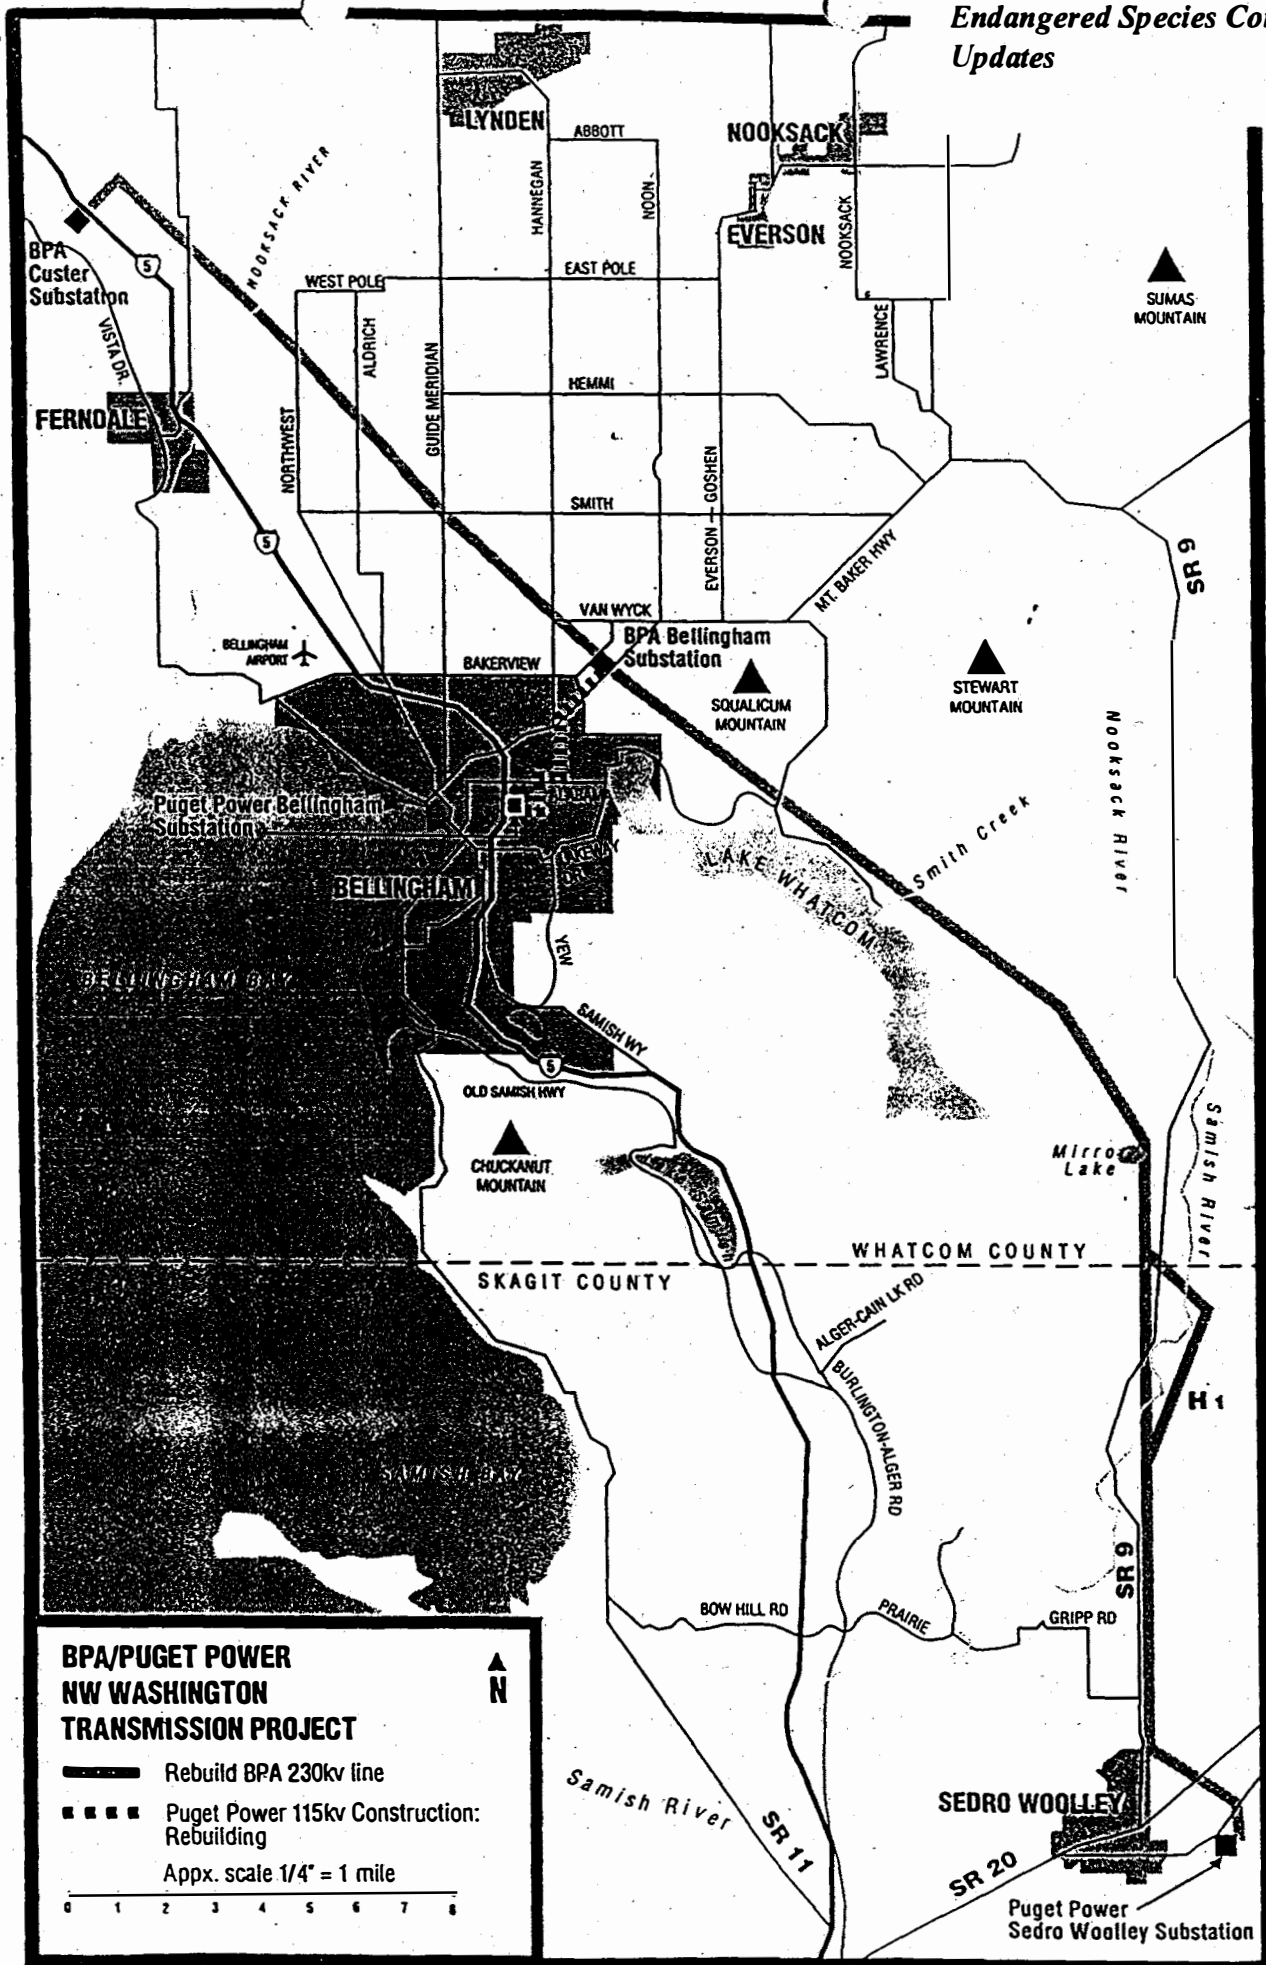 Endangered Species Co
Updates
LYNDEN
ABBOTT
NOOKSACK
HANNEGAN
NOON
NOOKSACK
EVERSON
NOOKSACK RIVER
BPA
Custer
Substation
5
WEST POLE
EAST POLE
SUMAS
MOUNTAIN
VISTA DR.
ALDRICH
GUIDE MERIDIAN
LAWRENCE
HEMMI
FERNDALE
NORTHWEST
EVERSON — GOSHEN
SMITH
5
MT. BAKER HWY
SR 9
VAN WYCK
BELLINGHAM
AIRPORT
BAKERVIEW
BPA Bellingham
Substation
SQUALICUM
MOUNTAIN
STEWART
MOUNTAIN
Nooksack River
Puget Power Bellingham
Substation
ALABAMA
Smith Creek
LAKEWAY
DR.
LAKE WHATCOM
BELLINGHAM
YEW
BELLINGHAM BAY
SAMISH WY
5
OLD SAMISH HWY
CHUCKANUT
MOUNTAIN
Mirro
Lake
Samish River
WHATCOM COUNTY
SKAGIT COUNTY
ALGER-CAIN LK RD
BURLINGTON-ALGER RD
H 1
SAMISH BAY
SR 9
BOW HILL RD
PRAIRIE
GRIPP RD
BPA/PUGET POWER
NW WASHINGTON
TRANSMISSION PROJECT
N
Rebuild BPA 230kv line
Puget Power 115kv Construction:
Rebuilding
Appx. scale 1/4" = 1 mile
0 1 2 3 4 5 6 7 8
Samish River
SR 11
SEDRO WOOLLEY
SR 20
Puget Power
Sedro Woolley Substation